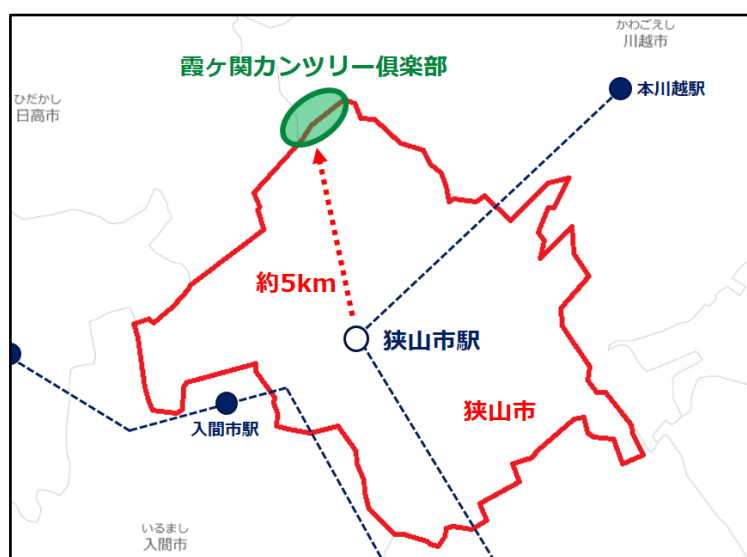 かわごえし
川越市
霞ヶ関カンツリー倶楽部
本川越駅
ひだかし
日高市
約5km
狭山市駅
狭山市
入間市駅
いるまし
入間市